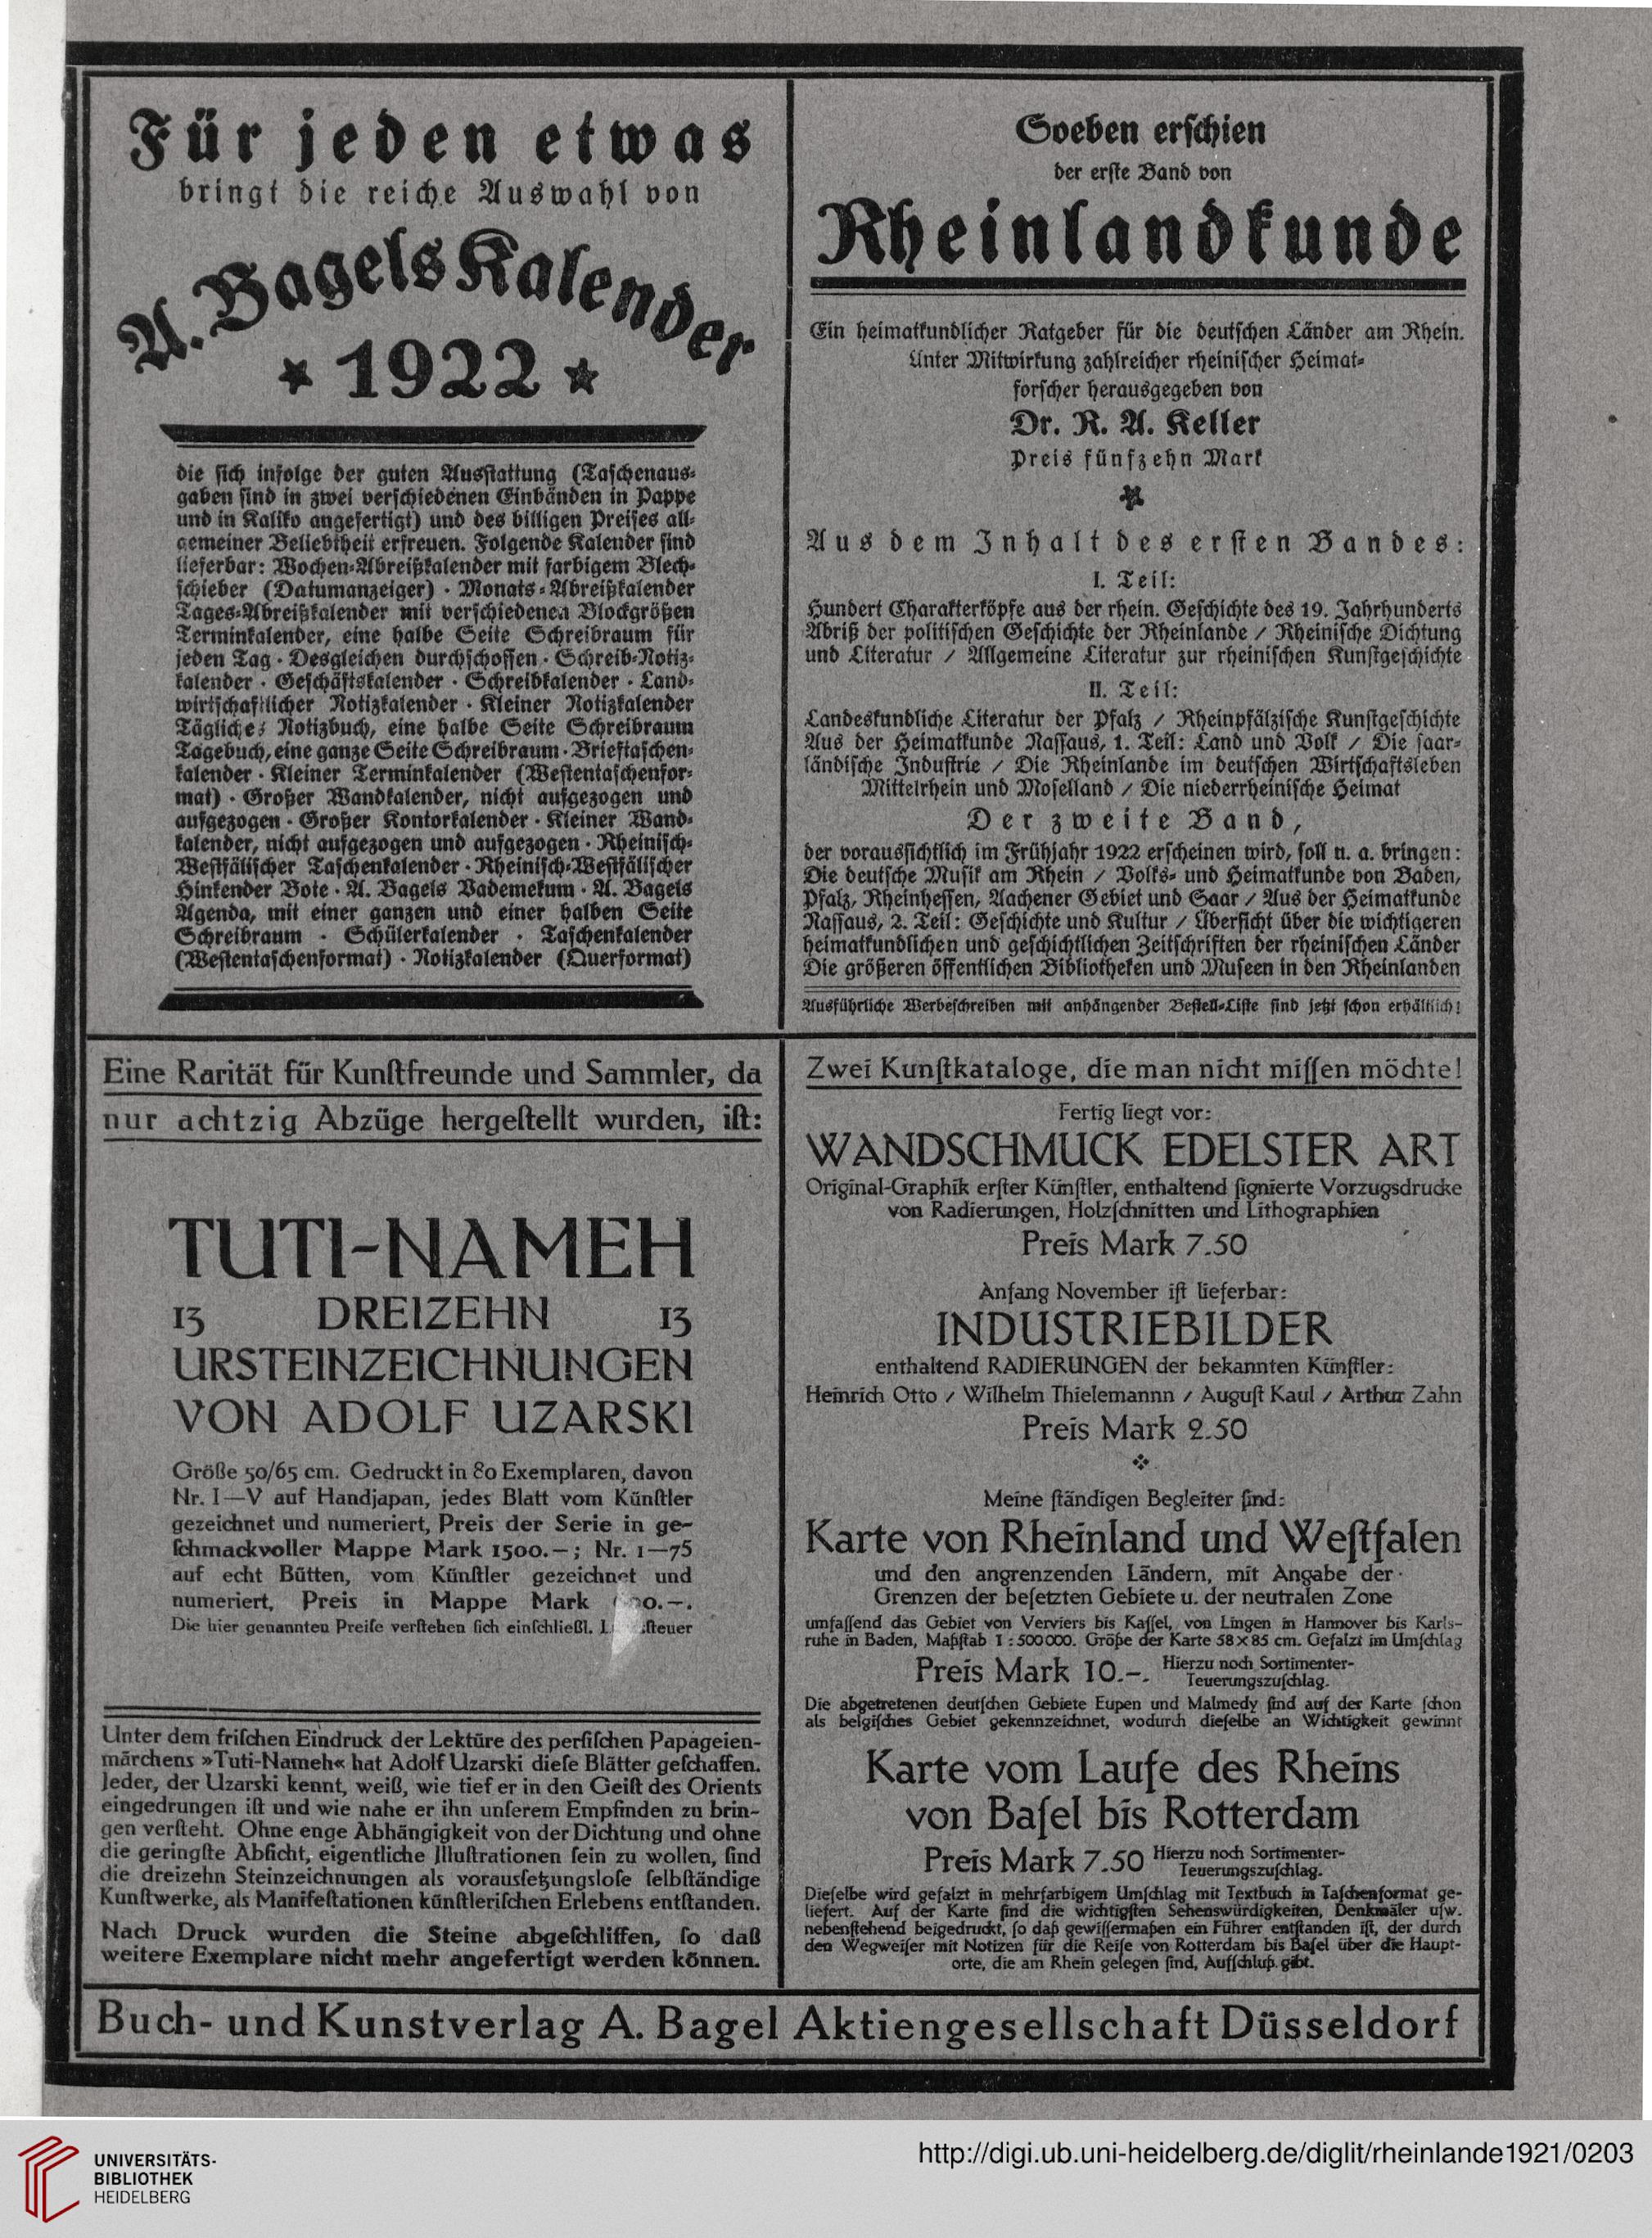 Für jeden etwas
bringt die reiche Auswahl von
A. Bagels Kalender
* 1922 *
die sich infolge der guten Ausstattung (Taschenaus-
gaben sind in zwei verschiedenen Einbänden in Pappe
und in Kaliko angefertigt) und des billigen Preises all-
gemeiner Beliebtheit erfreuen. Folgende Kalender sind
lieferbar: Wochen-Abreißkalender mit farbigem Blech-
schieber (Datumanzeiger) · Monats-Abreißkalender
Tages-Abreißkalender mit verschiedenen Blockgrößen
Terminkalender, eine halbe Seite Schreibraum für
jeden Tag · Desgleichen durchschossen · Schreib-Notiz-
kalender · Geschäftskalender · Schreibkalender · Land-
wirtschaftlicher Notizkalender · Kleiner Notizkalender
Tägliches Notizbuch, eine halbe Seite Schreibraum
Tagebuch, eine ganze Seite Schreibraum · Brieftaschen-
kalender · Kleiner Terminkalender (Westentaschenfor-
mat) · Großer Wandkalender, nicht aufgezogen und
aufgezogen · Großer Kontorkalender · Kleiner Wand-
kalender, nicht aufgezogen und aufgezogen · Rheinisch-
Westfälischer Taschenkalender · Rheinisch-Westfälischer
Hinkender Bote · A. Bagels Vademekum · A. Bagels
Agenda, mit einer ganzen und einer halben Seite
Schreibraum · Schülerkalender · Taschenkalender
(Westentaschenformat) · Notizkalender (Querformat)
Soeben erschien
der erste Band von
Rheinlandkunde
Ein heimatkundlicher Ratgeber für die deutschen Länder am Rhein.
Unter Mitwirkung zahlreicher rheinischer Heimat-
forscher herausgegeben von
Dr. R. A. Keller
Preis fünfzehn Mark
Aus dem Inhalt des ersten Bandes:
I. Teil:
Hundert Charakterköpfe aus der rhein. Geschichte des 19. Jahrhunderts
Abriß der politischen Geschichte der Rheinlande / Rheinische Dichtung
und Literatur / Allgemeine Literatur zur rheinischen Kunstgeschichte
II. Teil:
Landeskundliche Literatur der Pfalz / Rheinpfälzische Kunstgeschichte
Aus der Heimatkunde Nassaus, 1. Teil: Land und Volk / Die saar-
ländische Industrie / Die Rheinlande im deutschen Wirtschaftsleben
Mittelrhein und Moselland / Die niederrheinische Heimat
Der zweite Band,
der voraussichtlich im Frühjahr 1922 erscheinen wird, soll u. a. bringen:
Die deutsche Musik am Rhein / Volks- und Heimatkunde von Baden,
Pfalz, Rheinhessen, Aachener Gebiet und Saar / Aus der Heimatkunde
Nassaus, 2. Teil: Geschichte und Kultur / Übersicht über die wichtigeren
heimatkundlichen und geschichtlichen Zeitschriften der rheinischen Länder
Die größeren öffentlichen Bibliotheken und Museen in den Rheinlanden
Ausführliche Werbeschreiben mit anhängender Bestell-Liste sind jetzt schon erhältlich!
Eine Rarität für Kunſtfreunde und Sammler, da
nur achtzig Abzüge hergeſtellt wurden, iſt:
TUTI-NAMEH
13 DREIZEHN 13
URSTEINZEICHNUNGEN
VON ADOLF UZARSKI
Größe 50/65 cm. Gedruckt in 80 Exemplaren, davon
Nr. I—V auf Handjapan, jedes Blatt vom Künſtler
gezeichnet und numeriert, Preis der Serie in ge-
ſchmackvoller Mappe Mark 1500.—; Nr. 1—75
auf echt Bütten, vom Künſtler gezeichnet und
numeriert, Preis in Mappe Mark
Die hier genannten Preiſe verſtehen ſich einſchließl.
Unter dem friſchen Eindruck der Lektüre des perſiſchen Papageien-
märchens »Tuti-Nameh« hat Adolf Uzarski dieſe Blätter geſchaffen.
Jeder, der Uzarski kennt, weiß, wie tief er in den Geiſt des Orients
eingedrungen iſt und wie nahe er ihn unſerem Empfinden zu brin-
gen verſteht. Ohne enge Abhängigkeit von der Dichtung und ohne
die geringſte Abſicht, eigentliche Illuſtrationen ſein zu wollen, ſind
die dreizehn Steinzeichnungen als vorausſetzungsloſe ſelbſtändige
Kunſtwerke, als Manifeſtationen künſtleriſchen Erlebens entſtanden.
Nach Druck wurden die Steine abgeſchliffen, ſo daß
weitere Exemplare nicht mehr angefertigt werden können.
Zwei Kunſtkataloge, die man nicht miſſen möchte!
Fertig liegt vor:
WANDSCHMUCK EDELSTER ART
Original-Graphik erſter Künſtler, enthaltend ſignierte Vorzugsdrucke
von Radierungen, Holzſchnitten und Lithographien
Preis Mark 7.50
Anfang November iſt lieferbar:
INDUSTRIEBILDER
enthaltend RADIERUNGEN der bekannten Künſtler:
Heinrich Otto / Wilhelm Thielemannn / Auguſt Kaul / Arthur Zahn
Preis Mark 2.50
Meine ſtändigen Begleiter ſind:
Karte von Rheinland und Weſtfalen
und den angrenzenden Ländern, mit Angabe der
Grenzen der beſetzten Gebiete u. der neutralen Zone
umfaſſend das Gebiet von Verviers bis Kaſſel, von Lingen in Hannover bis Karls-
ruhe in Baden, Maßſtab 1 : 500 000. Größe der Karte 58 × 85 cm. Gefalzt im Umſchlag
Preis Mark 10.—. Hierzu noch Sortimenter-
Teuerungszuſchlag.
Die abgetretenen deutſchen Gebiete Eupen und Malmedy ſind auf der Karte ſchon
als belgiſches Gebiet gekennzeichnet, wodurch dieſelbe an Wichtigkeit gewinnt
Karte vom Laufe des Rheins
von Baſel bis Rotterdam
Preis Mark 7.50 Hierzu noch Sortimenter-
Teuerungszuſchlag.
Dieſelbe wird gefalzt in mehrfarbigem Umſchlag mit Textbuch in Taſchenformat ge-
liefert. Auf der Karte ſind die wichtigſten Sehenswürdigkeiten, Denkmäler uſw.
nebenſtehend beigedruckt, ſo daß gewiſſermaßen ein Führer entſtanden iſt, der durch
den Wegweiſer mit Notizen für die Reiſe von Rotterdam bis Baſel über die Haupt-
orte, die am Rhein gelegen ſind, Aufſchluß gibt.
Buch- und Kunstverlag A. Bagel Aktiengesellschaft Düsseldorf
UNIVERSITÄTS-
BIBLIOTHEK
HEIDELBERG
http://digi.ub.uni-heidelberg.de/diglit/rheinlande1921/0203